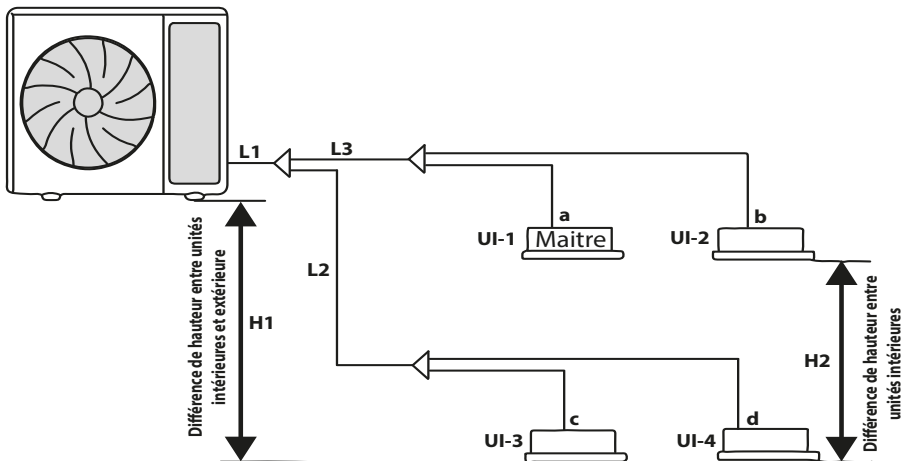 L1
L3
a
b
UI-1
Maitre
UI-2
Différence de hauteur entre unités
intérieures et extérieure
H1
L2
H2
Différence de hauteur entre
unités intérieures
c
d
UI-3
UI-4